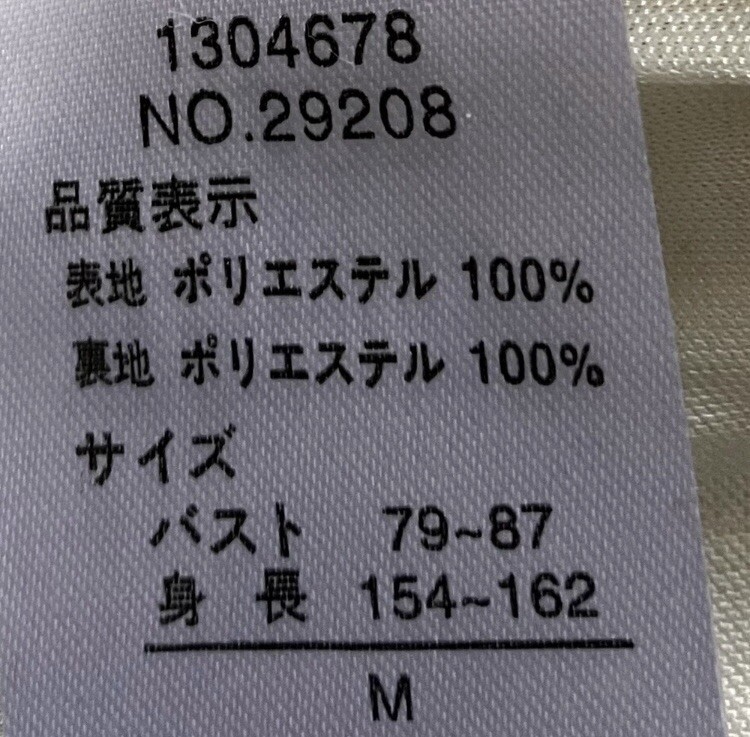 1304678
NO.29208
品質表示
表地 ポリエステル 100%
裏地 ポリエステル 100%
サイズ
バスト 79~87
身 長 154~162
M